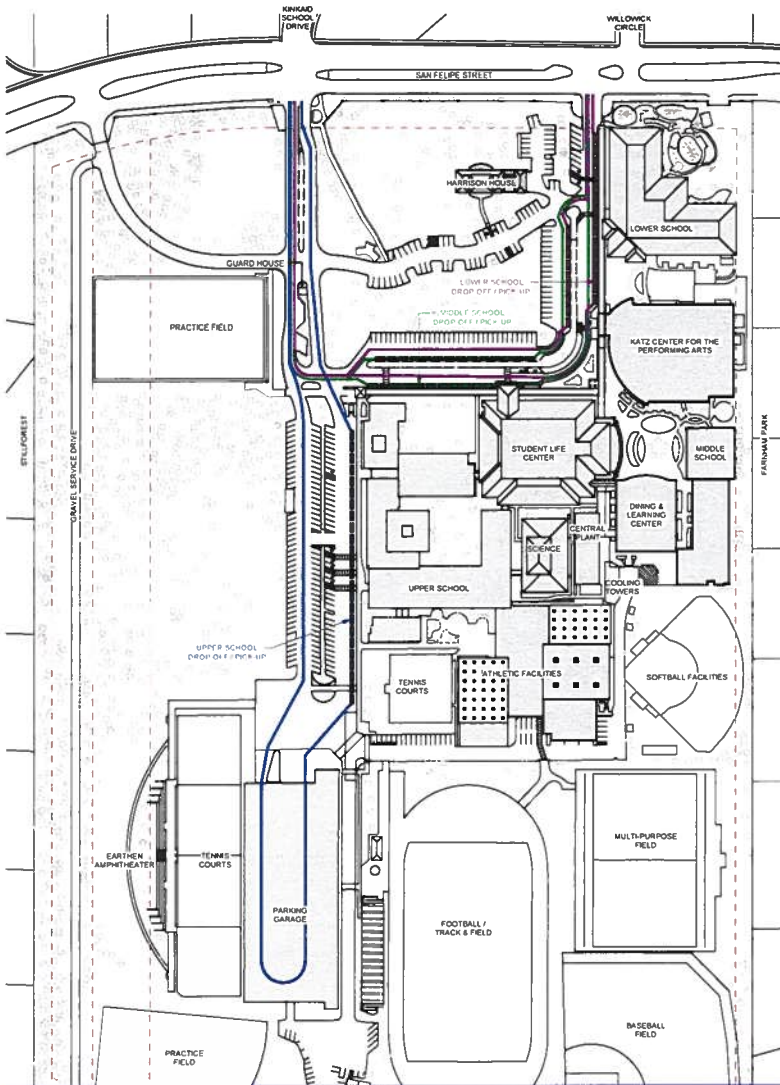 KINKAID
SCHOOL
DRIVE
WILLOWICK
CIRCLE
SAN FELIPE STREET
HARRISON HOUSE
LOWER SCHOOL
GUARD HOUSE
LOWER SCHOOL
DROP OFF / PICK UP
MIDDLE SCHOOL
DROP OFF / PICK UP
PRACTICE FIELD
KATZ CENTER FOR THE
PERFORMING ARTS
STILLFOREST
GRAVEL SERVICE DRIVE
FARNHAM PARK
STUDENT LIFE
CENTER
MIDDLE
SCHOOL
DINING &
LEARNING
CENTER
CENTRAL
PLANT
SCIENCE
UPPER SCHOOL
COOLING
TOWERS
UPPER SCHOOL
DROP OFF / PICK UP
TENNIS
COURTS
ATHLETIC FACILITIES
SOFTBALL FACILITIES
EARTHEN
AMPHITHEATER
TENNIS
COURTS
MULTI-PURPOSE
FIELD
PARKING
GARAGE
FOOTBALL /
TRACK & FIELD
BASEBALL
FIELD
PRACTICE
FIELD